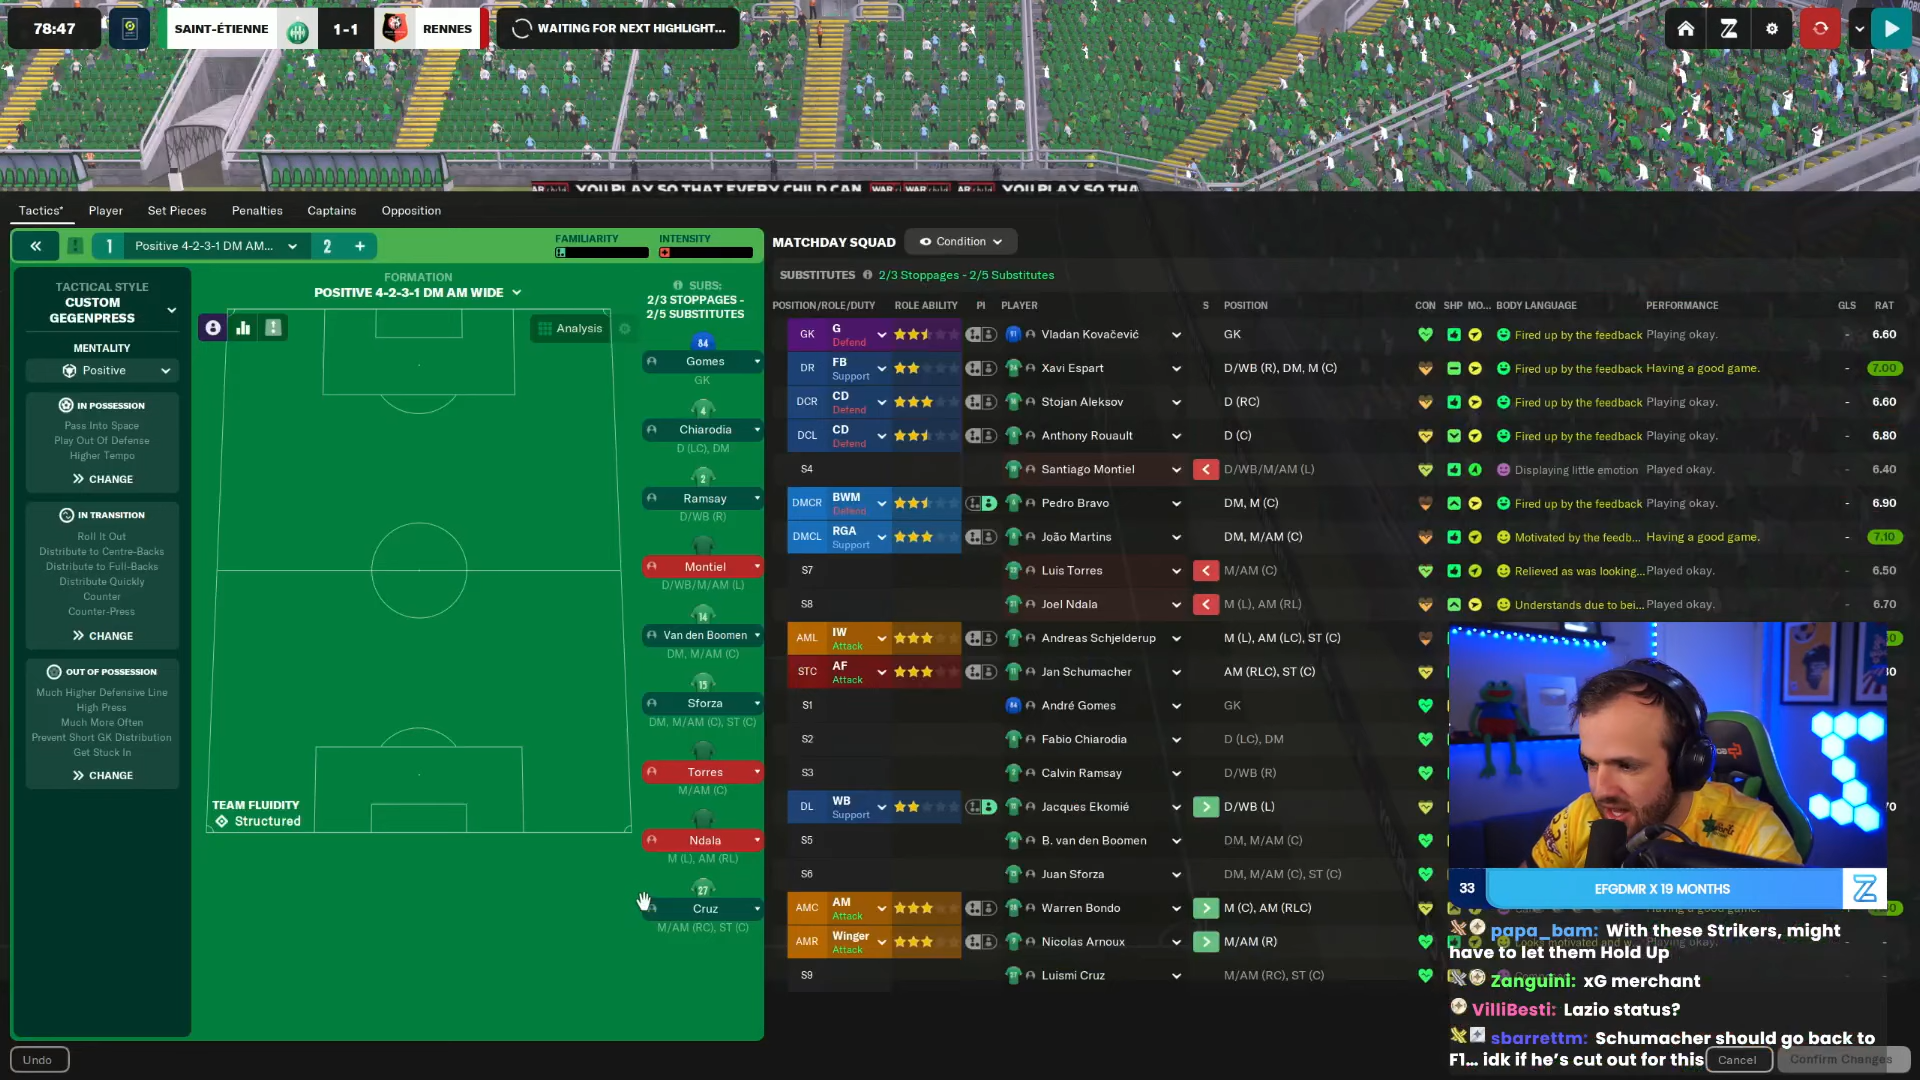 78:47
SAINT-ÉTIENNE
1-1
RENNES
WAITING FOR NEXT HIGHLIGHT...
YOU PLAY SO THAT EVERY CHILD CAN
WAR
YOU PLAY SO THA
Tactics*
Player
Set Pieces
Penalties
Captains
Opposition
1
Positive 4-2-3-1 DM AM...
2
+
FAMILIARITY
INTENSITY
TACTICAL STYLE
CUSTOM
GEGENPRESS
MENTALITY
Positive
IN POSSESSION
Pass Into Space
Play Out Of Defense
Higher Tempo
CHANGE
IN TRANSITION
Roll It Out
Distribute to Centre-Backs
Distribute to Full-Backs
Distribute Quickly
Counter
Counter-Press
CHANGE
OUT OF POSSESSION
Much Higher Defensive Line
High Press
Much More Often
Prevent Short GK Distribution
Get Stuck In
CHANGE
FORMATION
POSITIVE 4-2-3-1 DM AM WIDE
Analysis
TEAM FLUIDITY
Structured
SUBS:
2/3 STOPPAGES -
2/5 SUBSTITUTES
84
Gomes
GK
4
Chiarodia
D (LC), DM
2
Ramsay
D/WB (R)
Montiel
D/WB/M/AM (L)
14
Van den Boomen
DM, M/AM (C)
15
Sforza
DM, M/AM (C), ST (C)
Torres
M/AM (C)
Ndala
M (L), AM (RL)
27
Cruz
M/AM (RC), ST (C)
MATCHDAY SQUAD
Condition
SUBSTITUTES 2/3 Stoppages - 2/5 Substitutes
POSITION/ROLE/DUTY ROLE ABILITY PI PLAYER S POSITION CON SHP MO... BODY LANGUAGE PERFORMANCE GLS RAT
GK G Defend Vladan Kovačević GK Fired up by the feedback Playing okay. - 6.60
DR FB Support Xavi Espart D/WB (R), DM, M (C) Fired up by the feedback Having a good game. - 7.00
DCR CD Defend Stojan Aleksov D (RC) Fired up by the feedback Playing okay. - 6.60
DCL CD Defend Anthony Rouault D (C) Fired up by the feedback Playing okay. - 6.80
S4 Santiago Montiel D/WB/M/AM (L) Displaying little emotion Played okay. - 6.40
DMCR BWM Defend Pedro Bravo DM, M (C) Fired up by the feedback Playing okay. - 6.90
DMCL RGA Support João Martins DM, M/AM (C) Motivated by the feedb... Having a good game. - 7.10
S7 Luis Torres M/AM (C) Relieved as was looking... Played okay. - 6.50
S8 Joel Ndala M (L), AM (RL) Understands due to bei... Played okay. - 6.70
AML IW Attack Andreas Schjelderup M (L), AM (LC), ST (C)
STC AF Attack Jan Schumacher AM (RLC), ST (C)
S1 André Gomes GK
S2 Fabio Chiarodia D (LC), DM
S3 Calvin Ramsay D/WB (R)
DL WB Support Jacques Ekomié D/WB (L)
S5 B. van den Boomen DM, M/AM (C)
S6 Juan Sforza DM, M/AM (C), ST (C)
AMC AM Attack Warren Bondo M (C), AM (RLC)
AMR Winger Attack Nicolas Arnoux M/AM (R)
S9 Luismi Cruz M/AM (RC), ST (C)
33
EFGDMR X 19 MONTHS
papa_bam: With these Strikers, might
have to let them Hold Up
Zanguini: xG merchant
VilliBesti: Lazio status?
sbarrettm: Schumacher should go back to
F1... idk if he's cut out for this
Undo
Cancel
Confirm Changes